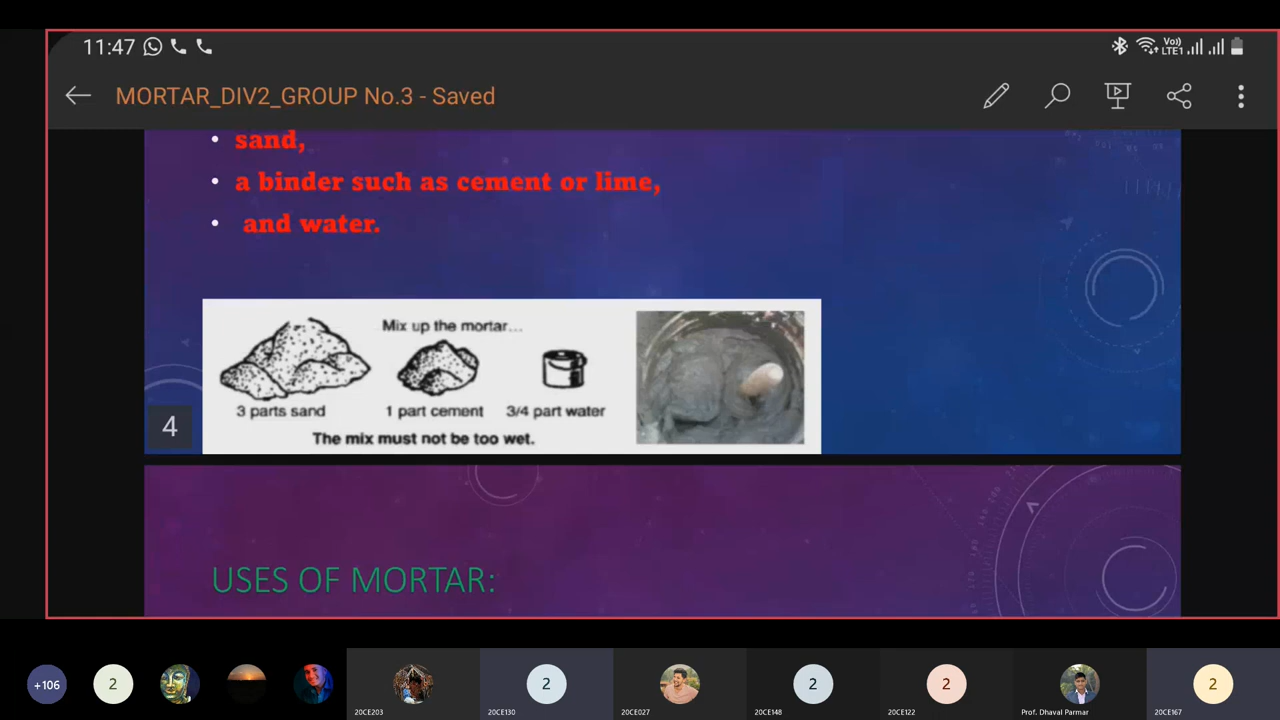 11:47
Vo))
LTE1
MORTAR_DIV2_GROUP No.3 - Saved
• sand,
• a binder such as cement or lime,
• and water.
Mix up the mortar...
3 parts sand
1 part cement
3/4 part water
The mix must not be too wet.
4
USES OF MORTAR:
+106
2
2
2
2
2
20CE203
20CE130
20CE027
20CE148
20CE122
Prof. Dhaval Parmar
20CE167